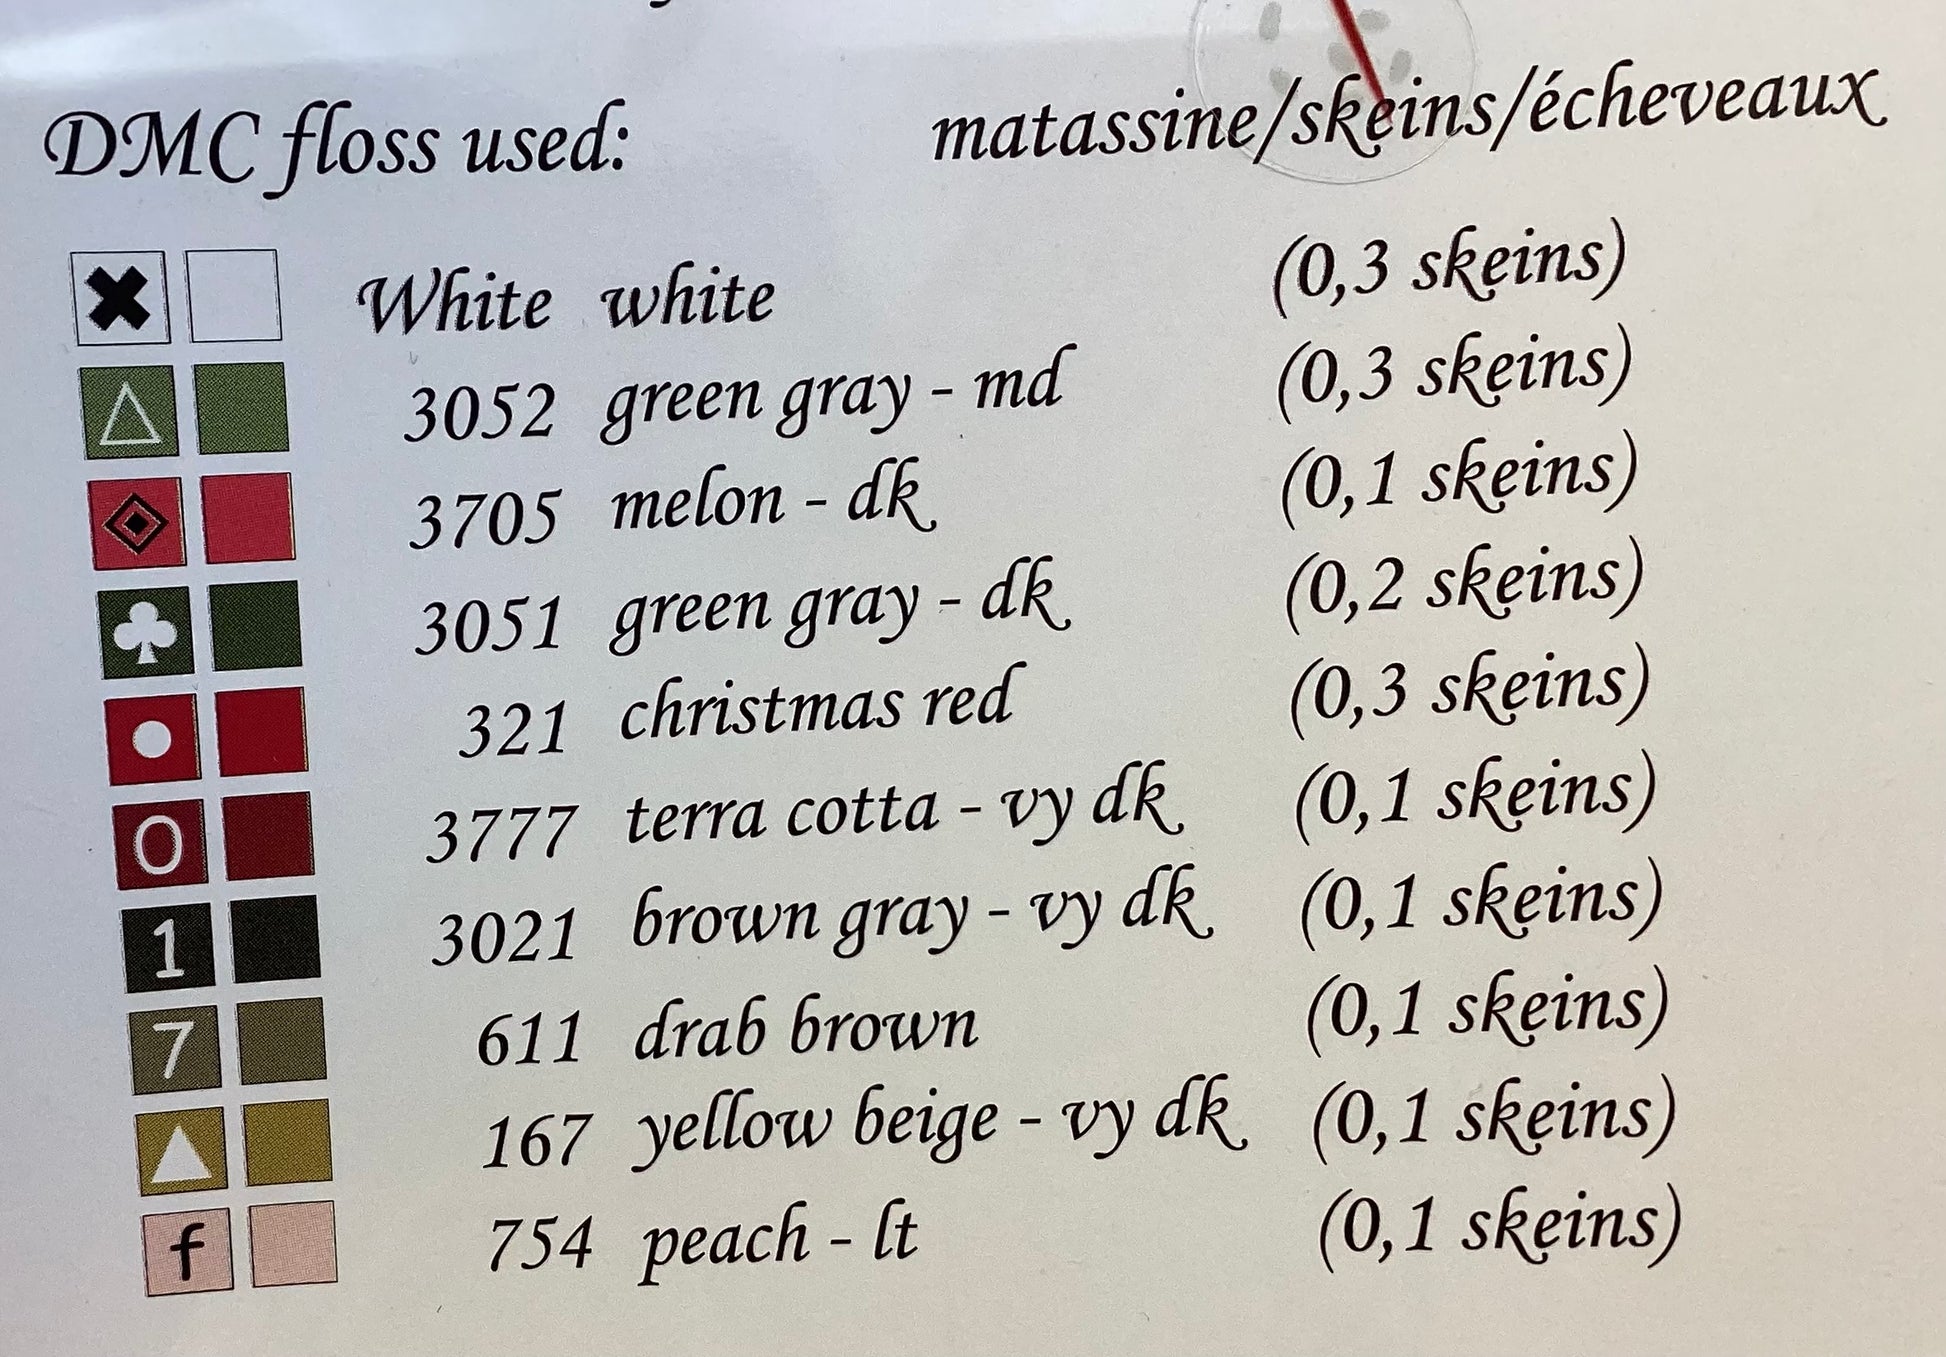 DMC floss used: matassine/skeins/écheveaux
White white (0,3 skeins)
3052 green gray - md (0,3 skeins)
3705 melon - dk (0,1 skeins)
3051 green gray - dk (0,2 skeins)
321 christmas red (0,3 skeins)
0 3777 terra cotta - vy dk (0,1 skeins)
1 3021 brown gray - vy dk (0,1 skeins)
7 611 drab brown (0,1 skeins)
167 yellow beige - vy dk (0,1 skeins)
f 754 peach - lt (0,1 skeins)